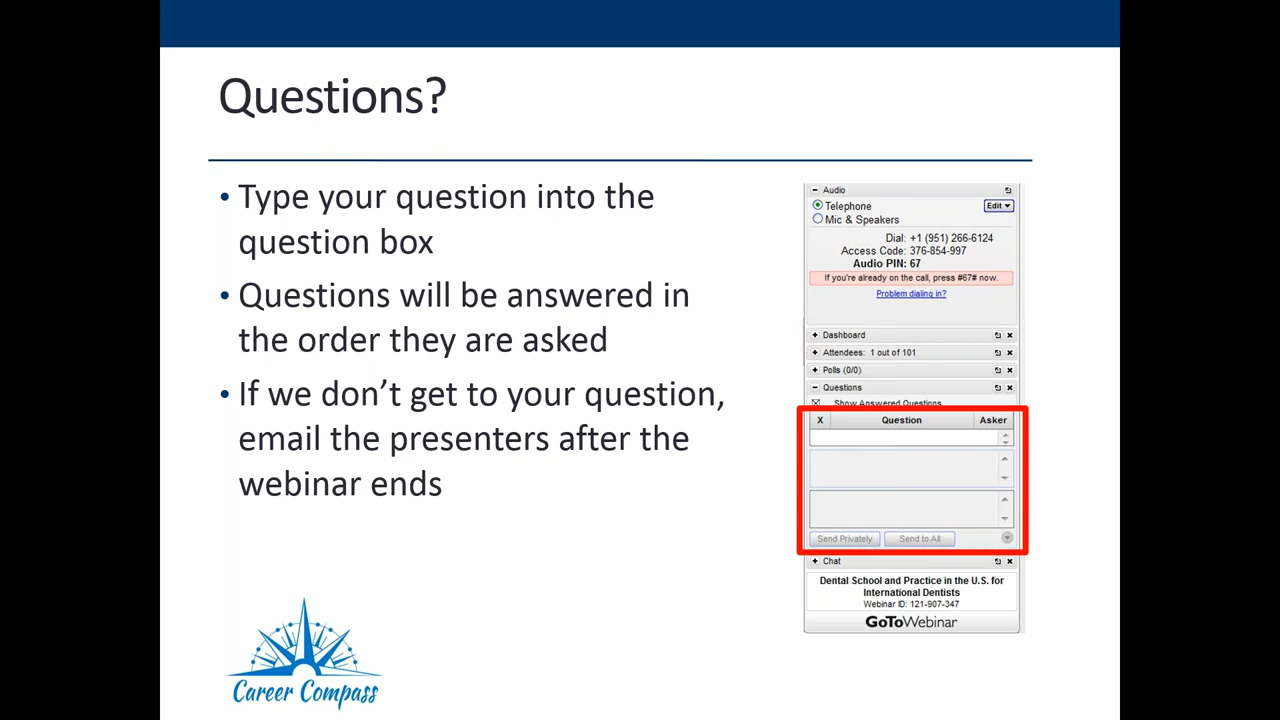 Questions?
• Type your question into the
question box
• Questions will be answered in
the order they are asked
• If we don’t get to your question,
email the presenters after the
webinar ends
Career Compass
Audio
Telephone
Edit
Mic & Speakers
Dial: +1 (951) 266-6124
Access Code: 376-854-997
Audio PIN: 67
If you're already on the call, press #67# now.
Problem dialing in?
Dashboard
Attendees: 1 out of 101
Polls (0/0)
Questions
Show Answered Questions
X Question Asker
Send Privately Send to All
Chat
Dental School and Practice in the U.S. for
International Dentists
Webinar ID: 121-907-347
GoToWebinar